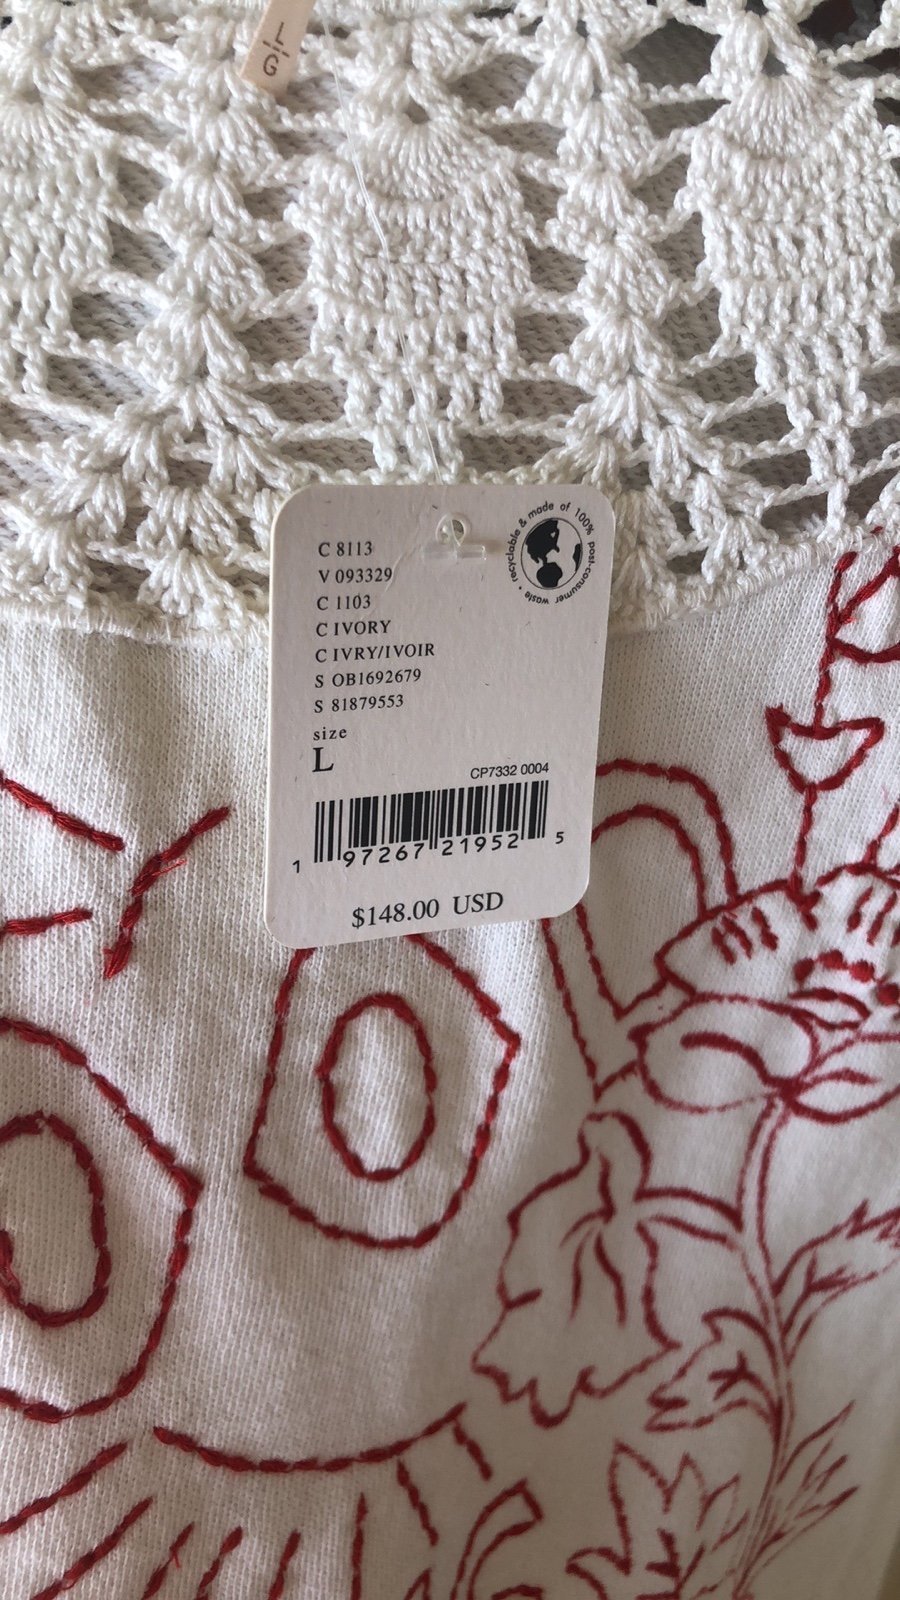 L
G
recyclable & made of 100% post-consumer waste •
C 8113
V 093329
C 1103
C IVORY
C IVRY/IVOIR
S OB1692679
S 81879553
size
L
CP7332 0004
1 97267 21952 5
$148.00 USD